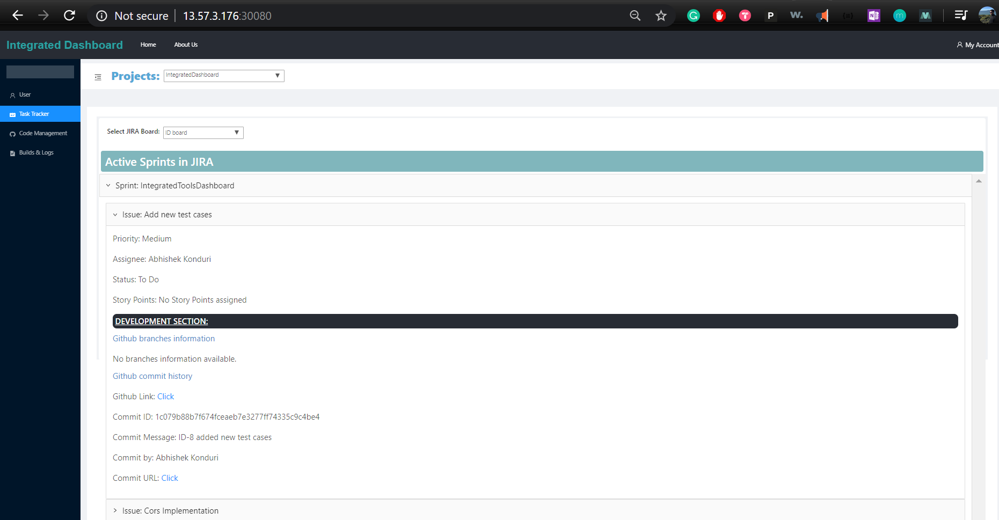 Not secure 13.57.3.176:30080
Integrated Dashboard Home About Us My Account
Projects: IntegratedDashboard
User
Task Tracker
Code Management
Builds & Logs
Select JIRA Board: ID board
Active Sprints in JIRA
Sprint: IntegratedToolsDashboard
Issue: Add new test cases
Priority: Medium
Assignee: Abhishek Konduri
Status: To Do
Story Points: No Story Points assigned
DEVELOPMENT SECTION:
Github branches information
No branches information available.
Github commit history
Github Link: Click
Commit ID: 1c079b88b7f674fceaeb7e3277ff74335c9c4be4
Commit Message: ID-8 added new test cases
Commit by: Abhishek Konduri
Commit URL: Click
Issue: Cors Implementation